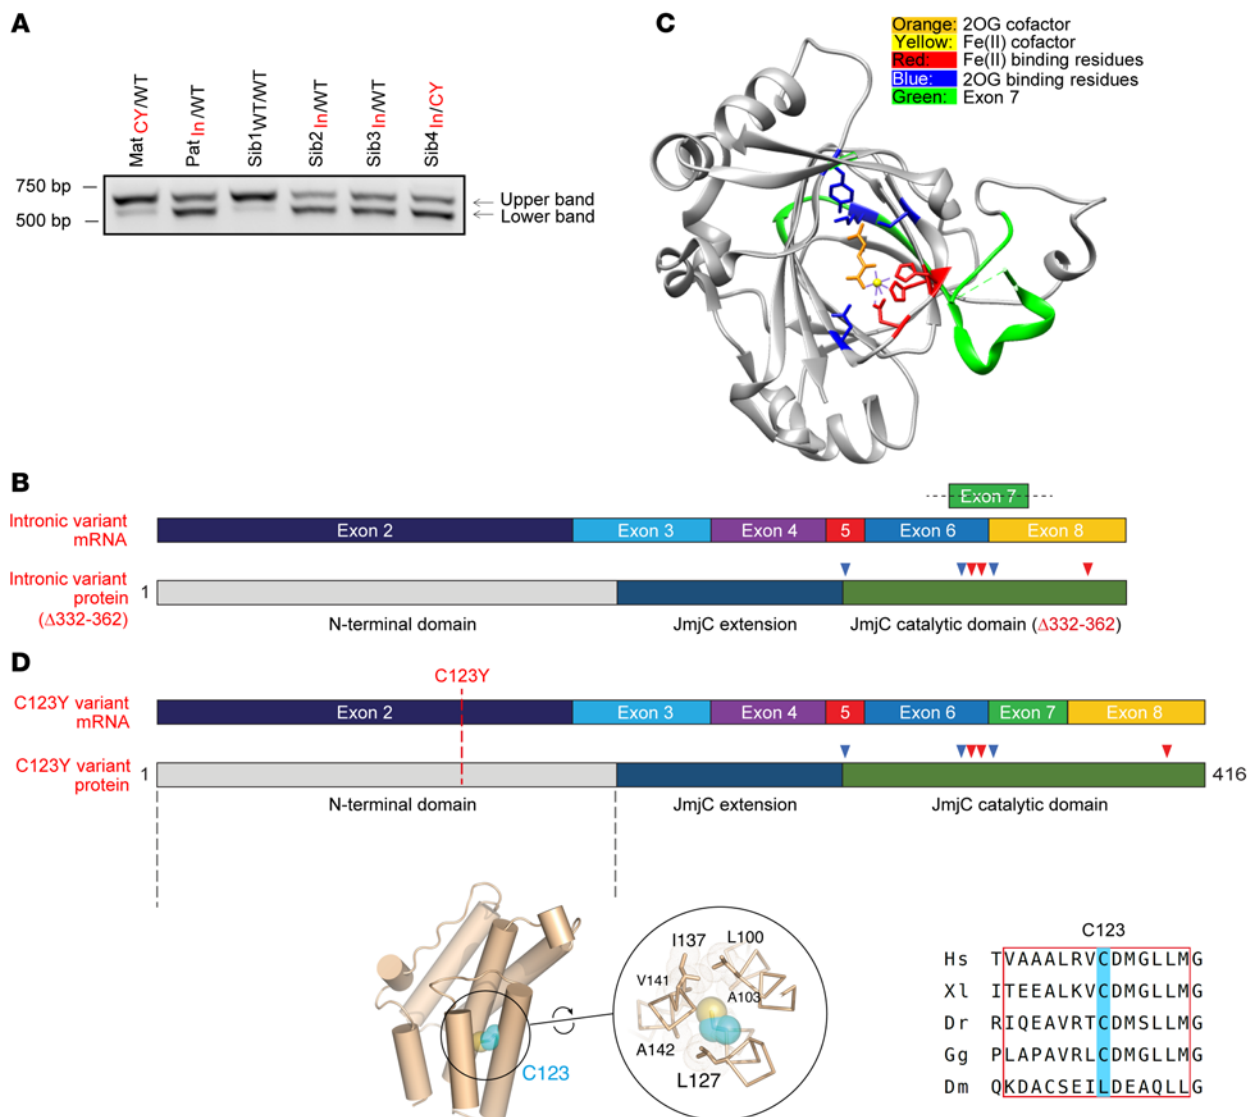 A
Mat CY/WT
Pat In/WT
Sib1 WT/WT
Sib2 In/WT
Sib3 In/WT
Sib4 In/CY
750 bp
500 bp
Upper band
Lower band
C
Orange: 2OG cofactor
Yellow: Fe(II) cofactor
Red: Fe(II) binding residues
Blue: 2OG binding residues
Green: Exon 7
B
Exon 7
Intronic variant
mRNA
Exon 2 Exon 3 Exon 4 5 Exon 6 Exon 8
Intronic variant
protein
(Δ332-362)
1
N-terminal domain JmjC extension JmjC catalytic domain (Δ332-362)
D
C123Y
C123Y variant
mRNA
Exon 2 Exon 3 Exon 4 5 Exon 6 Exon 7 Exon 8
C123Y variant
protein
1 416
N-terminal domain JmjC extension JmjC catalytic domain
C123
I137
L100
V141
A103
A142
L127
C123
Hs TVAAALRVCDMGLLMG
Xl ITEEALKVCDMGLLMG
Dr RIQEAVRTCDMSLLMG
Gg PLAPAVRLCDMGLLMG
Dm QKDACSEILDEAQLLG